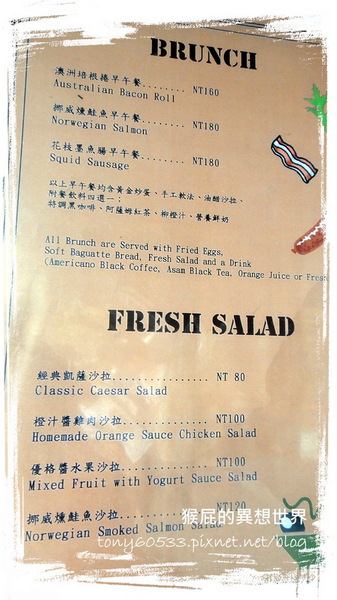 BRUNCH
澳洲培根捲早午餐........ NT160
Australian Bacon Roll
挪威燻鮭魚早午餐........ NT180
Norwegian Salmon
花枝墨魚腸早午餐........ NT180
Squid Sausage
以上早午餐均含黃金炒蛋、手工軟法、油醋沙拉、
附餐飲料四選一：
特調黑咖啡、阿薩姆紅茶、柳橙汁、營養鮮奶
All Brunch are Served with Fried Eggs,
Soft Baguatte Bread, Fresh Salad and a Drink
(Americano Black Coffee, Asam Black Tea, Orange Juice or Fresh
FRESH SALAD
經典凱薩沙拉................ NT 80
Classic Caesar Salad
橙汁醬雞肉沙拉..............NT100
Homemade Orange Sauce Chicken Salad
優格醬水果沙拉..............NT100
Mixed Fruit with Yogurt Sauce Salad
挪威燻鮭魚沙拉..............NT120
Norwegian Smoked Salmon Salad
猴屁的異想世界
tony60533.pixnet.net/blog